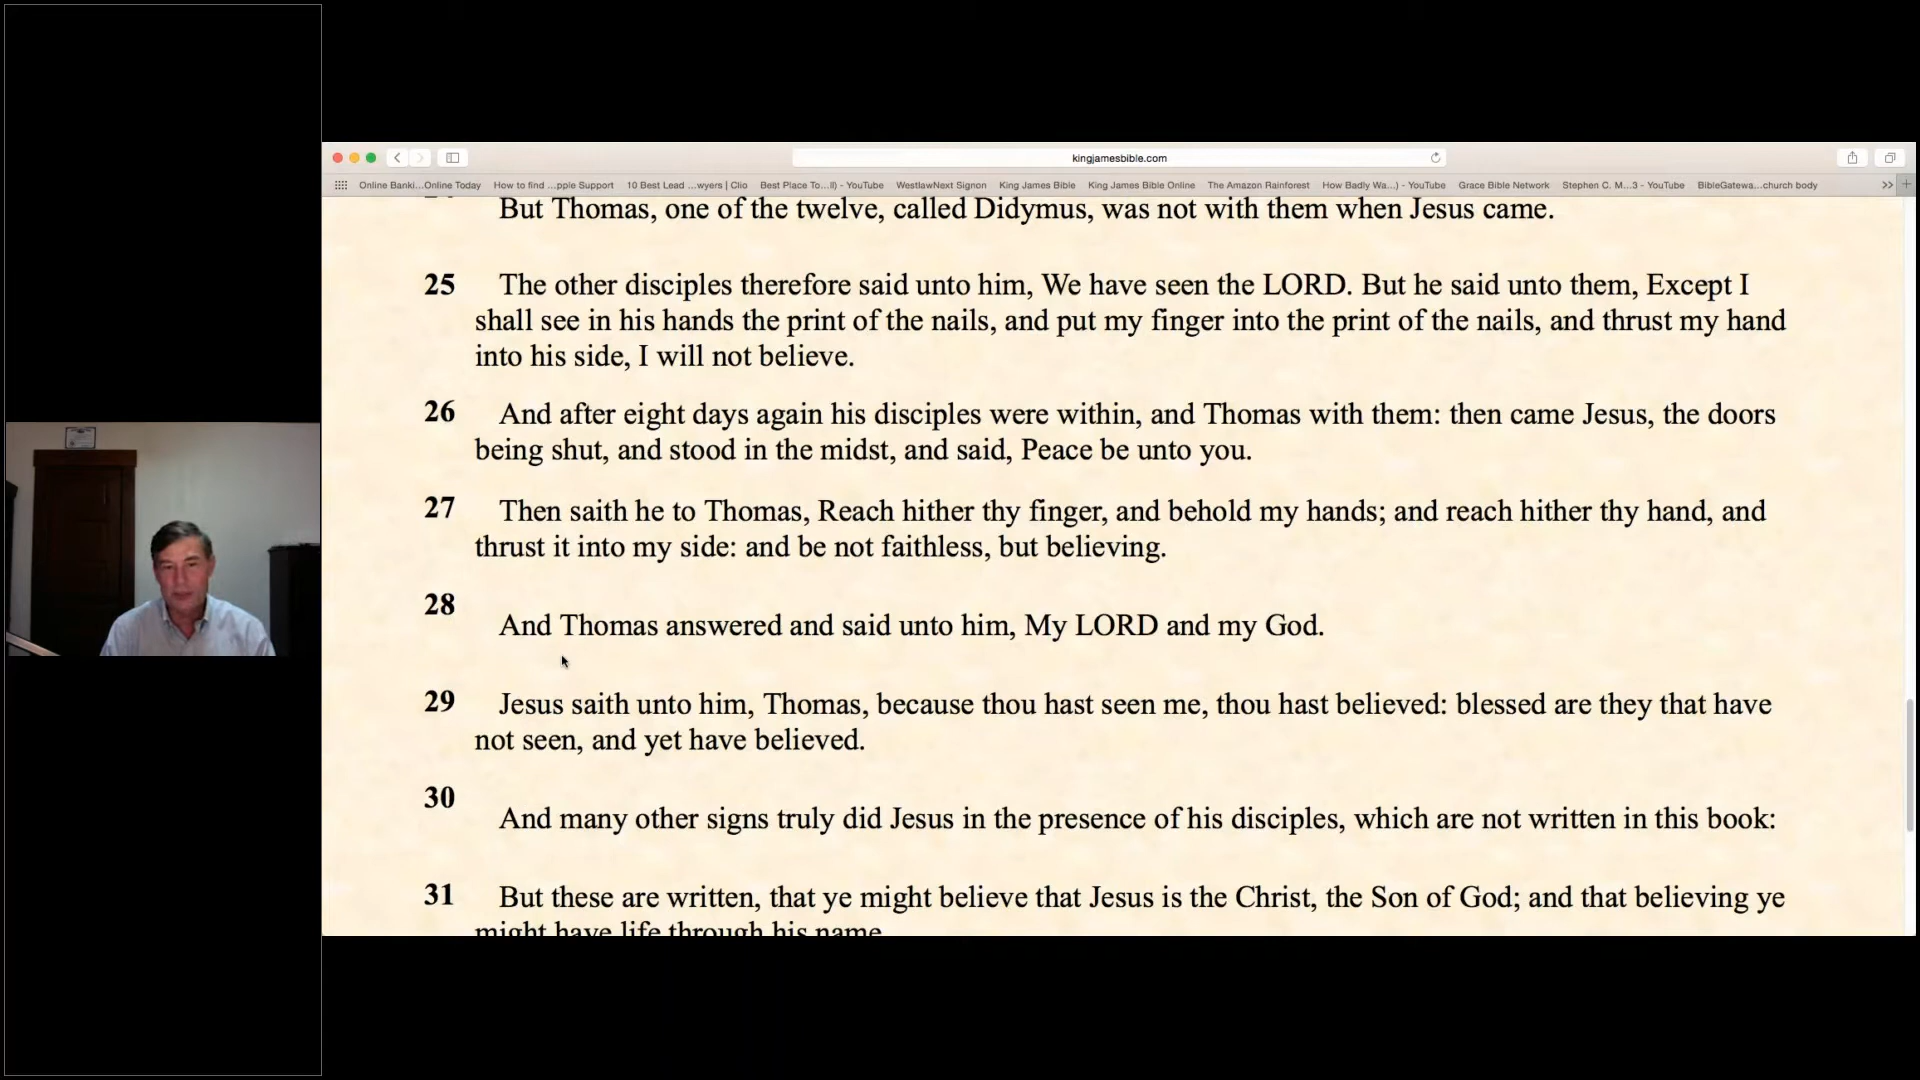 kingjamesbible.com
Online Banki...Online Today How to find ...pple Support 10 Best Lead ...wyers | Clio Best Place To...ll) - YouTube WestlawNext Signon King James Bible King James Bible Online The Amazon Rainforest How Badly Wa...) - YouTube Grace Bible Network Stephen C. M...3 - YouTube BibleGatewa...church body
But Thomas, one of the twelve, called Didymus, was not with them when Jesus came.
25 The other disciples therefore said unto him, We have seen the LORD. But he said unto them, Except I
shall see in his hands the print of the nails, and put my finger into the print of the nails, and thrust my hand
into his side, I will not believe.
26 And after eight days again his disciples were within, and Thomas with them: then came Jesus, the doors
being shut, and stood in the midst, and said, Peace be unto you.
27 Then saith he to Thomas, Reach hither thy finger, and behold my hands; and reach hither thy hand, and
thrust it into my side: and be not faithless, but believing.
28 And Thomas answered and said unto him, My LORD and my God.
29 Jesus saith unto him, Thomas, because thou hast seen me, thou hast believed: blessed are they that have
not seen, and yet have believed.
30 And many other signs truly did Jesus in the presence of his disciples, which are not written in this book:
31 But these are written, that ye might believe that Jesus is the Christ, the Son of God; and that believing ye
might have life through his name